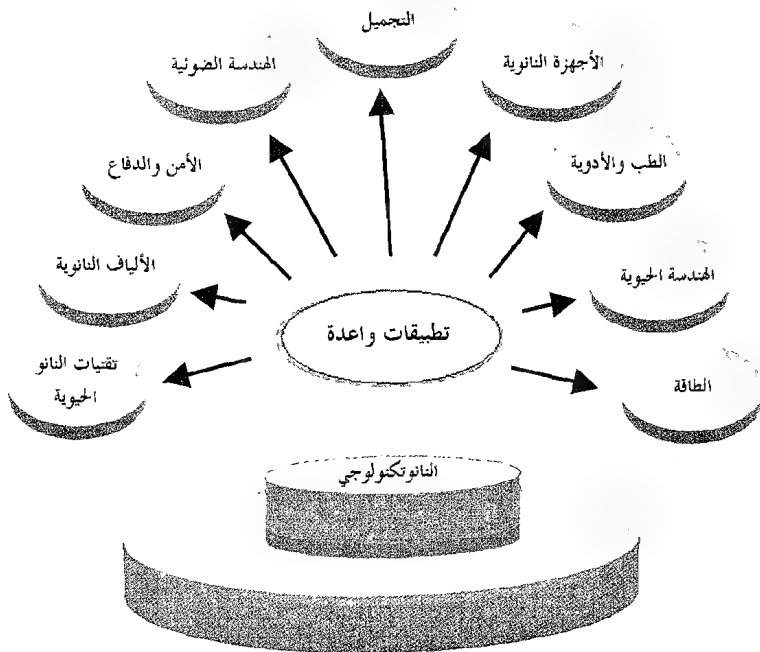 التجميل
الهندسة الضوئية
الأجهزة النانوية
الأمن والدفاع
الطب والأدوية
الألياف النانوية
الهندسة الحيوية
تطبيقات واعدة
تقتيات النانو
الحيوية
الطاقة
النانوتكنولوجي